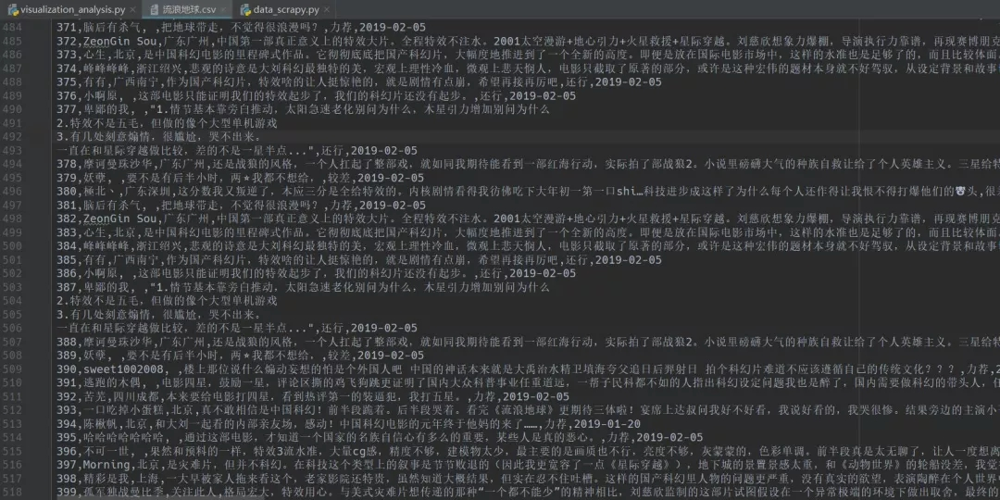 visualization_analysis.py × 流浪地球.csv × data_scrapy.py ×
484 371,脑后有杀气, ,把地球带走，不觉得很浪漫吗？,力荐,2019-02-05
485 372,ZeonGin Sou,广东广州,中国第一部真正意义上的特效大片。全程特效不注水。2001太空漫游+地心引力+火星救援+星际穿越。刘慈欣想象力爆棚，导演执行力靠谱，再现赛博朋克
486 373,心生,北京,是中国科幻电影的里程碑式作品。它彻彻底底把国产科幻片，大幅度地推进到了一个全新的高度。即便是放在国际电影市场中，这样的水准也是足够了的，而且比较体面
487 374,峰峰峰峰,浙江绍兴,悲观的诗意是大刘科幻最独特的美，宏观上理性冷血，微观上悲天悯人，电影只截取了原著的部分，或许是这种宏伟的题材本身就不好驾驭，从设定背景和故事
488 375,有有,广西南宁,作为国产科幻片，特效啥的让人挺惊艳的，就是剧情有点崩，希望再接再厉吧,还行,2019-02-05
489 376,小啊原, ,这部电影只能证明我们的特效起步了，我们的科幻片还没有起步。,还行,2019-02-05
490 377,卑鄙的我, ,"1.情节基本靠旁白推动，太阳急速老化别问为什么，木星引力增加别问为什么
491 2.特效不是五毛，但做的像个大型单机游戏
492 3.有几处刻意煽情，很尴尬，哭不出来。
493 一直在和星际穿越做比较，差的不是一星半点...",还行,2019-02-05
494 378,摩诃曼珠沙华,广东广州,还是战狼的风格，一个人扛起了整部戏，就如同我期待能看到一部红海行动，实际拍了部战狼2。小说里磅礴大气的种族自救让给了个人英雄主义。三星给特
495 379,妖孽, ,要不是有后半小时，两★我都不想给，,较差,2019-02-05
496 380,極北丶,广东深圳,这分数我又叛逆了，本应三分是全给特效的，内核剧情看得我仿佛吃下大年初一第一口shi…科技进步成这样了为什么每个人还作得让我恨不得打爆他们的🐶头,很差
497 381,脑后有杀气, ,把地球带走，不觉得很浪漫吗？,力荐,2019-02-05
498 382,ZeonGin Sou,广东广州,中国第一部真正意义上的特效大片。全程特效不注水。2001太空漫游+地心引力+火星救援+星际穿越。刘慈欣想象力爆棚，导演执行力靠谱，再现赛博朋克
499 383,心生,北京,是中国科幻电影的里程碑式作品。它彻彻底底把国产科幻片，大幅度地推进到了一个全新的高度。即便是放在国际电影市场中，这样的水准也是足够了的，而且比较体面
500 384,峰峰峰峰,浙江绍兴,悲观的诗意是大刘科幻最独特的美，宏观上理性冷血，微观上悲天悯人，电影只截取了原著的部分，或许是这种宏伟的题材本身就不好驾驭，从设定背景和故事
501 385,有有,广西南宁,作为国产科幻片，特效啥的让人挺惊艳的，就是剧情有点崩，希望再接再厉吧,还行,2019-02-05
502 386,小啊原, ,这部电影只能证明我们的特效起步了，我们的科幻片还没有起步。,还行,2019-02-05
503 387,卑鄙的我, ,"1.情节基本靠旁白推动，太阳急速老化别问为什么，木星引力增加别问为什么
504 2.特效不是五毛，但做的像个大型单机游戏
505 3.有几处刻意煽情，很尴尬，哭不出来。
506 一直在和星际穿越做比较，差的不是一星半点...",还行,2019-02-05
507 388,摩诃曼珠沙华,广东广州,还是战狼的风格，一个人扛起了整部戏，就如同我期待能看到一部红海行动，实际拍了部战狼2。小说里磅礴大气的种族自救让给了个人英雄主义。三星给特
508 389,妖孽, ,要不是有后半小时，两★我都不想给，,较差,2019-02-05
509 390,sweet1002008, ,楼上那位说什么煽动妄想的怕是个外国人吧 中国的神话本来就是大禹治水精卫填海夸父追日后羿射日 拍个科幻片难道不应该遵循自己的传统文化？？？,力荐,2
510 391,逃跑的木偶, ,电影四星，鼓励一星，评论区撕的鸡飞狗跳更证明了国内大众科普事业任重道远，一帮子民科都不如的人指出科幻设定问题我也是醉了，国内需要做科幻的带头人，任
511 392,苦芜,四川成都,本来要给电影打四星，看到热评第一的装逼犯，我打五星。,力荐,2019-02-05
512 393,一口吃掉小蛋糕,北京,真不敢相信是中国科幻！前半段跪着。后半段哭着。看完《流浪地球》更期待三体啦！宴席上达叔问我好不好看，我说好看的，我哭很惨。结果旁边的主演小
513 394,陈楸帆,北京,和大刘一起看的内部亲友场，感动！中国科幻电影的元年终于他妈的来了……,力荐,2019-01-20
514 395,哈哈哈哈哈哈哈, ,通过这部电影，才知道一个国家的名族自信心有多么的重要，某些人是真的恶心。,力荐,2019-02-05
515 396,不可一世, ,果然和预料的一样，特效3流水准，大量cg感，精度不够，建模物太少，最主要的是画质也不行，亮度不够，灰蒙蒙的，色彩单调。前半段真是太无聊了，让人一度想离
516 397,Morning,北京,是灾难片，但并不科幻。在科技这个类型上的叙事是节节败退的（因此我更宽容了一点《星际穿越》），地下城的景置景感太重，和《动物世界》的轮船没差，我觉
517 398,精彩是我,上海,一大早被家人拖来看这个，老家影院还特贵，虽然知道大概结果，但实在忍不住吐槽。这样的国产科幻里人物的问题更严重，没有真实的欲望，表演陶醉在个人世界中
518 399,孤军独战曼比季,关注此人,格局宏大，特效用心，与美式灾难片想传递的那种“一个都不能少”的精神相比，刘慈欣监制的这部片试图假设在一个异常极端的环境下做出取舍，最终的